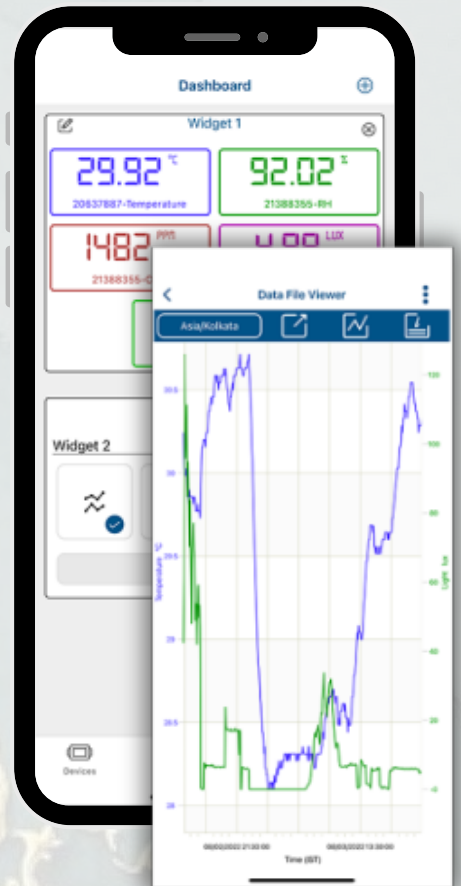 Dashboard
Widget 1
29.92 ℃
20637887-Temperature
92.02 %
21388355-RH
1482 PPM
21388355-C
4.88 LUX
Data File Viewer
Asia/Kolkata
30.5
30
29.5
29
28.5
28
Temperature ℃
120
100
80
60
40
20
-0
Light lux
Time (IST)
Widget 2
Devices